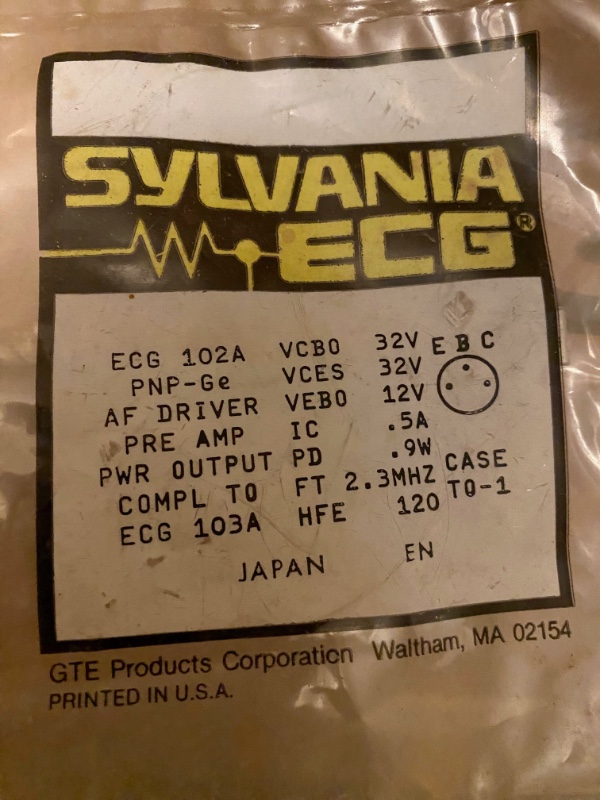 SYLVANIA
ECG®
ECG 102A VCBO 32V E B C
PNP-Ge VCES 32V
AF DRIVER VEBO 12V
PRE AMP IC .5A
PWR OUTPUT PD .9W
COMPL TO FT 2.3MHZ CASE
ECG 103A HFE 120 TO-1
JAPAN EN
GTE Products Corporation Waltham, MA 02154
PRINTED IN U.S.A.